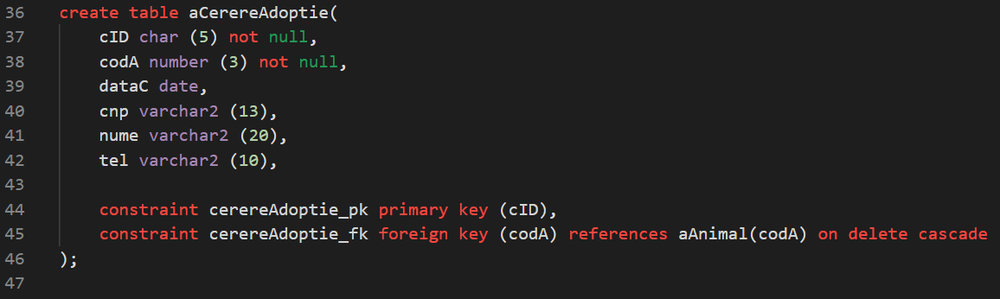 36 create table aCerereAdoptie(
37 cID char (5) not null,
38 codA number (3) not null,
39 dataC date,
40 cnp varchar2 (13),
41 nume varchar2 (20),
42 tel varchar2 (10),
43
44 constraint cerereAdoptie_pk primary key (cID),
45 constraint cerereAdoptie_fk foreign key (codA) references aAnimal(codA) on delete cascade
46 );
47